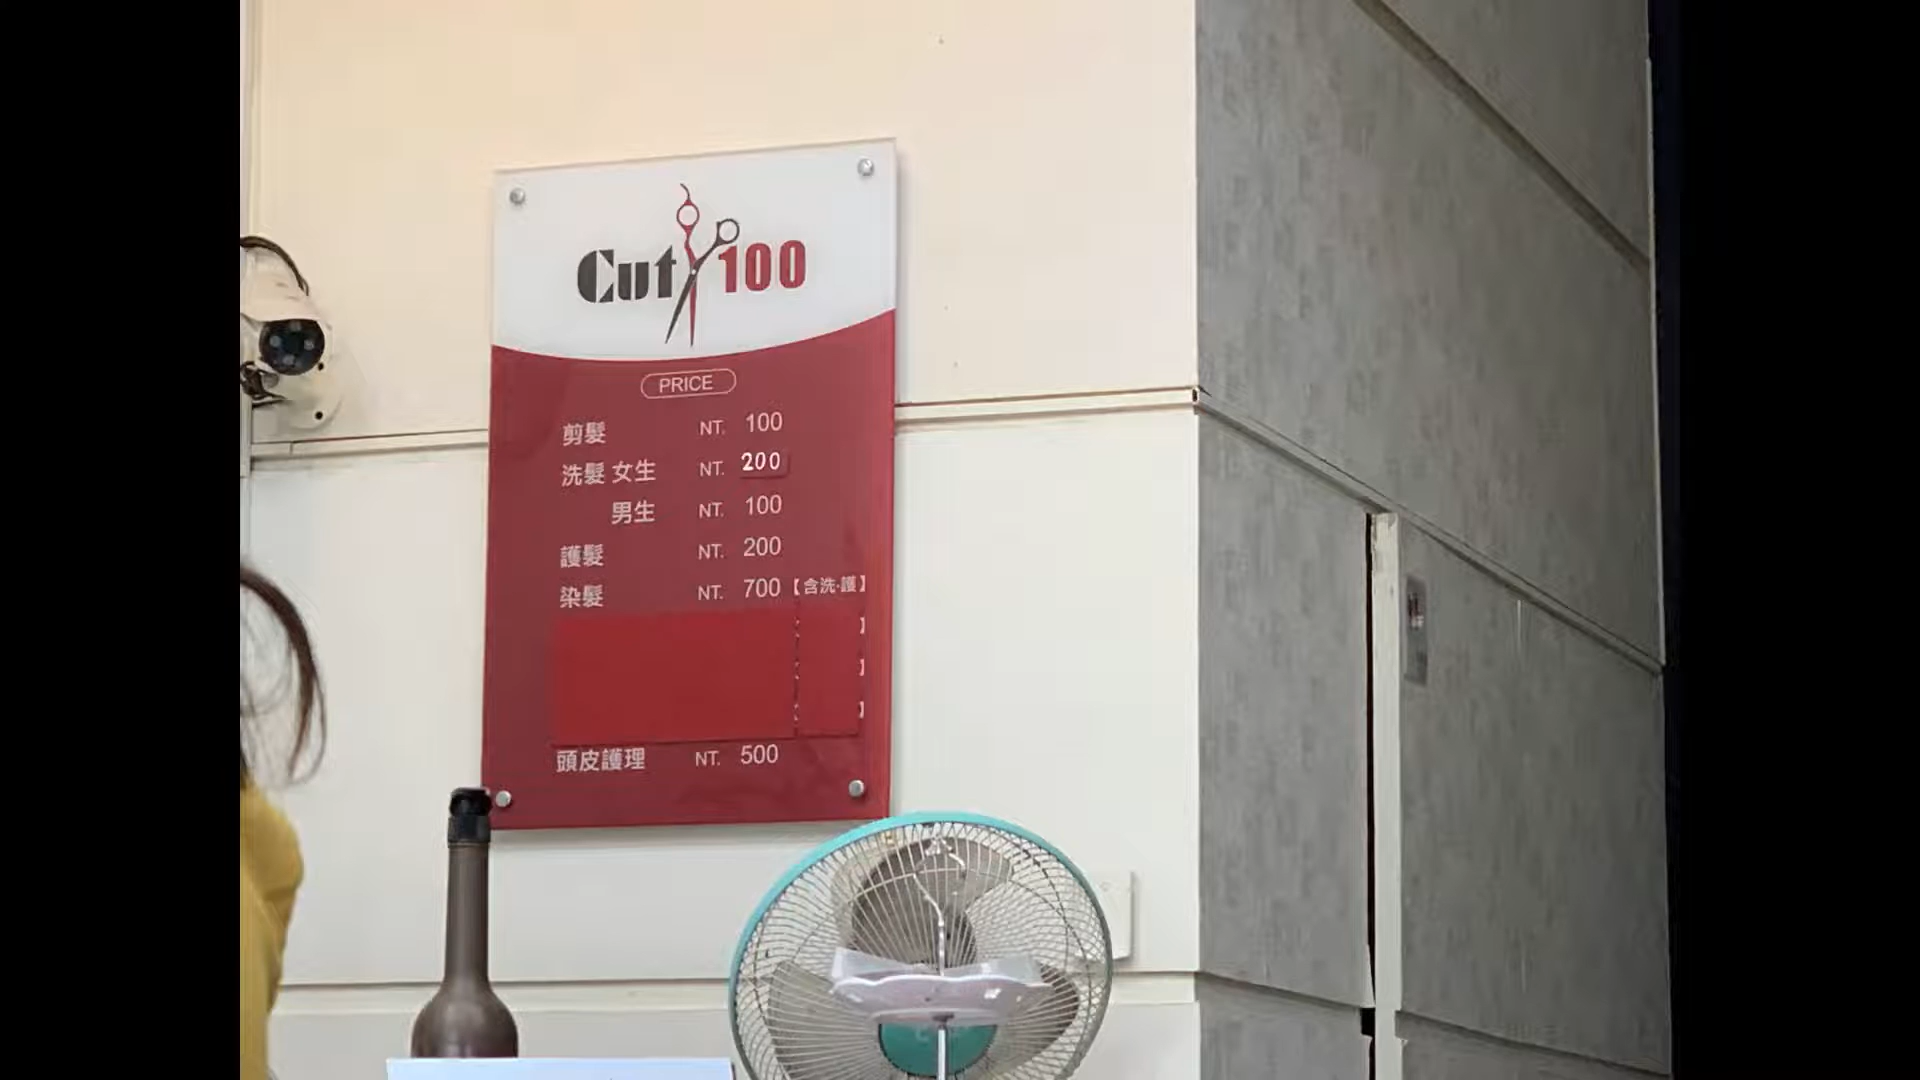 Cut 100
PRICE
剪髮 NT. 100
洗髮 女生 NT. 200
男生 NT. 100
護髮 NT. 200
染髮 NT. 700【含洗·護】
頭皮護理 NT. 500